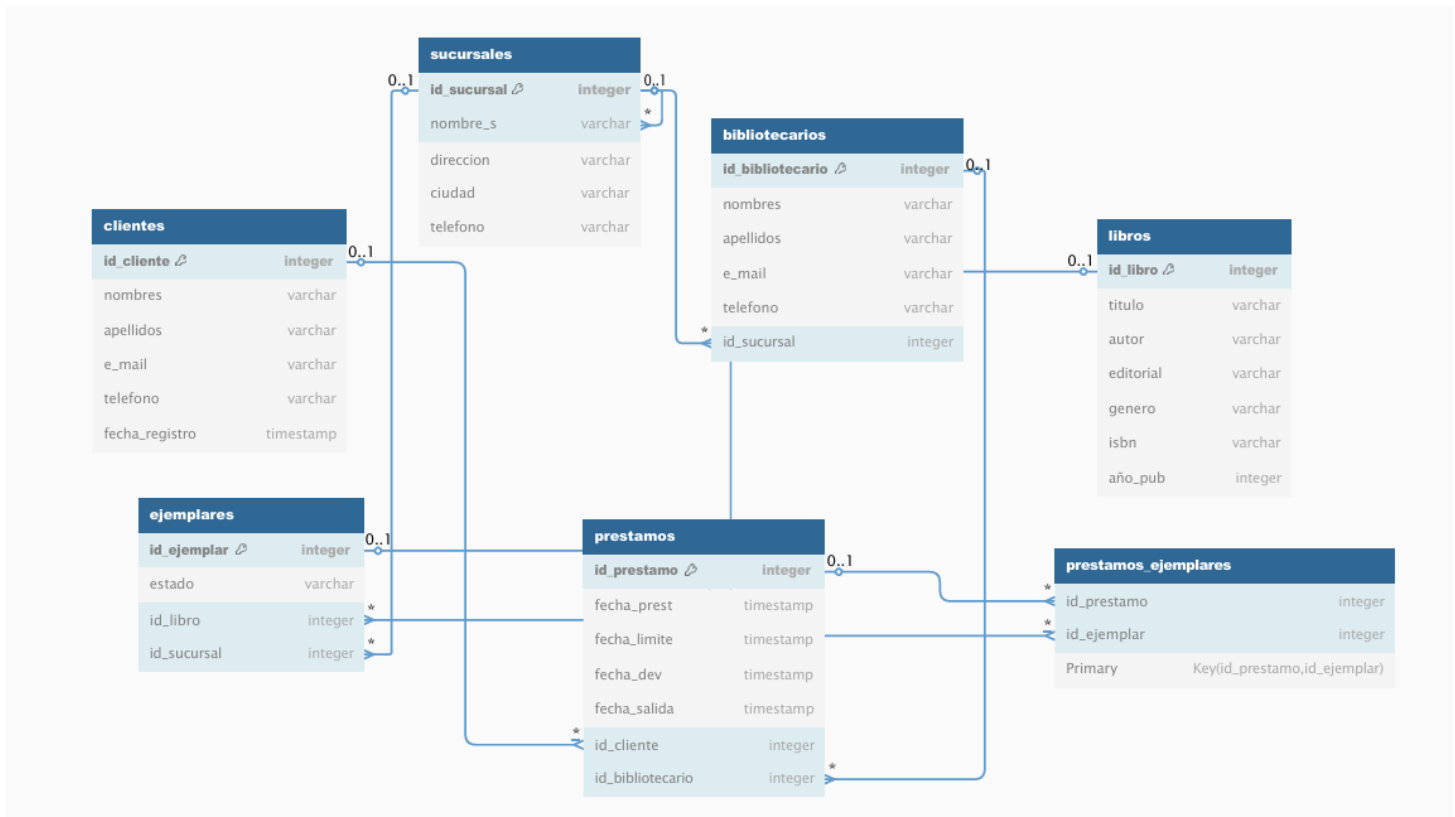 sucursales
0..1
id_sucursal integer
0..1
nombre_s varchar
*
direccion varchar
ciudad varchar
telefono varchar
bibliotecarios
id_bibliotecario integer
0..1
nombres varchar
apellidos varchar
e_mail varchar
telefono varchar
*
id_sucursal integer
clientes
id_cliente integer
0..1
nombres varchar
apellidos varchar
e_mail varchar
telefono varchar
fecha_registro timestamp
libros
0..1
id_libro integer
titulo varchar
autor varchar
editorial varchar
genero varchar
isbn varchar
año_pub integer
ejemplares
id_ejemplar integer
0..1
estado varchar
id_libro integer
*
id_sucursal integer
*
prestamos
id_prestamo integer
0..1
fecha_prest timestamp
fecha_limite timestamp
fecha_dev timestamp
fecha_salida timestamp
*
id_cliente integer
id_bibliotecario integer
*
prestamos_ejemplares
*
id_prestamo integer
*
id_ejemplar integer
Primary Key(id_prestamo,id_ejemplar)